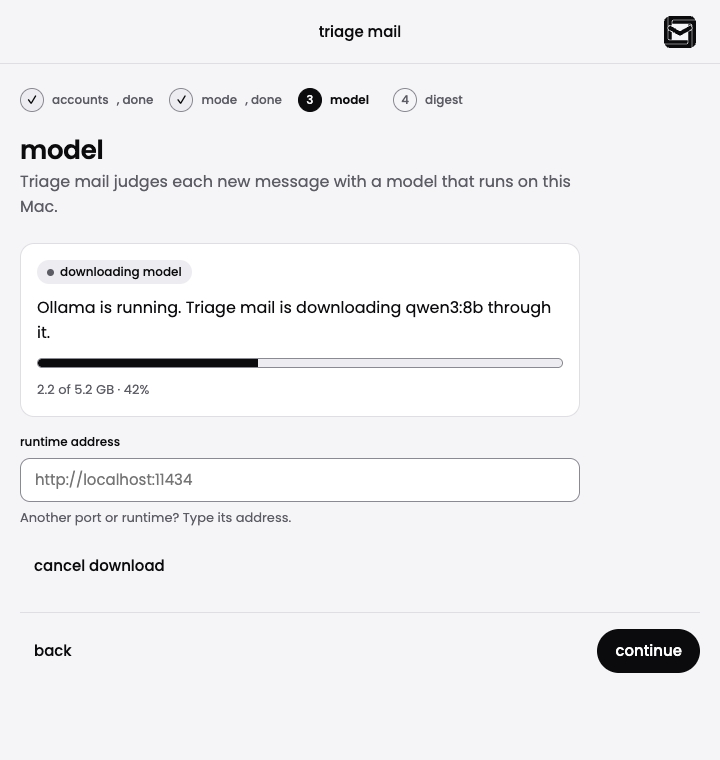 triage mail
accounts , done mode , done 3 model 4 digest
model
Triage mail judges each new message with a model that runs on this
Mac.
downloading model
Ollama is running. Triage mail is downloading qwen3:8b through
it.
2.2 of 5.2 GB · 42%
runtime address
http://localhost:11434
Another port or runtime? Type its address.
cancel download
back continue